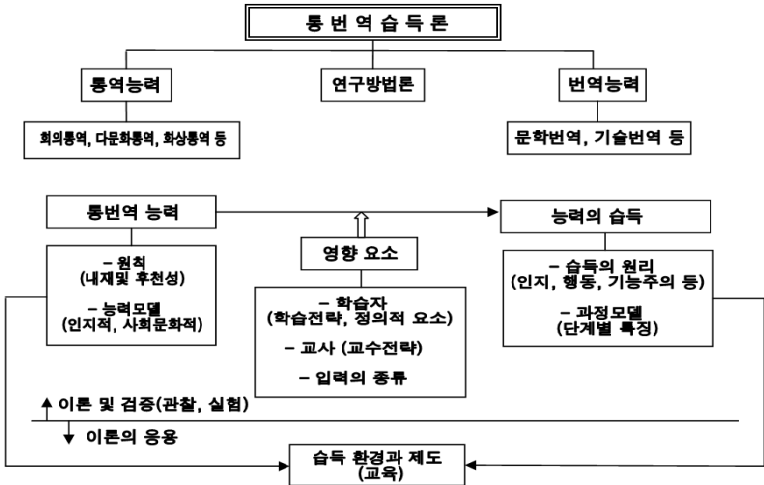 통 번 역 습 득 론
통역능력
연구방법론
번역능력
회의통역, 다문화통역, 화상통역 등
문학번역, 기술번역 등
통번역 능력
능력의 습득
영향 요소
– 원칙
(내재및 후천성)
– 능력모델
(인지적, 사회문화적)
– 학습자
(학습전략, 정의적 요소)
– 교사 (교수전략)
– 입력의 종류
– 습득의 원리
(인지, 행동, 기능주의 등)
– 과정모델
(단계별 특징)
이론 및 검증(관찰, 실험)
이론의 응용
습득 환경과 제도
(교육)